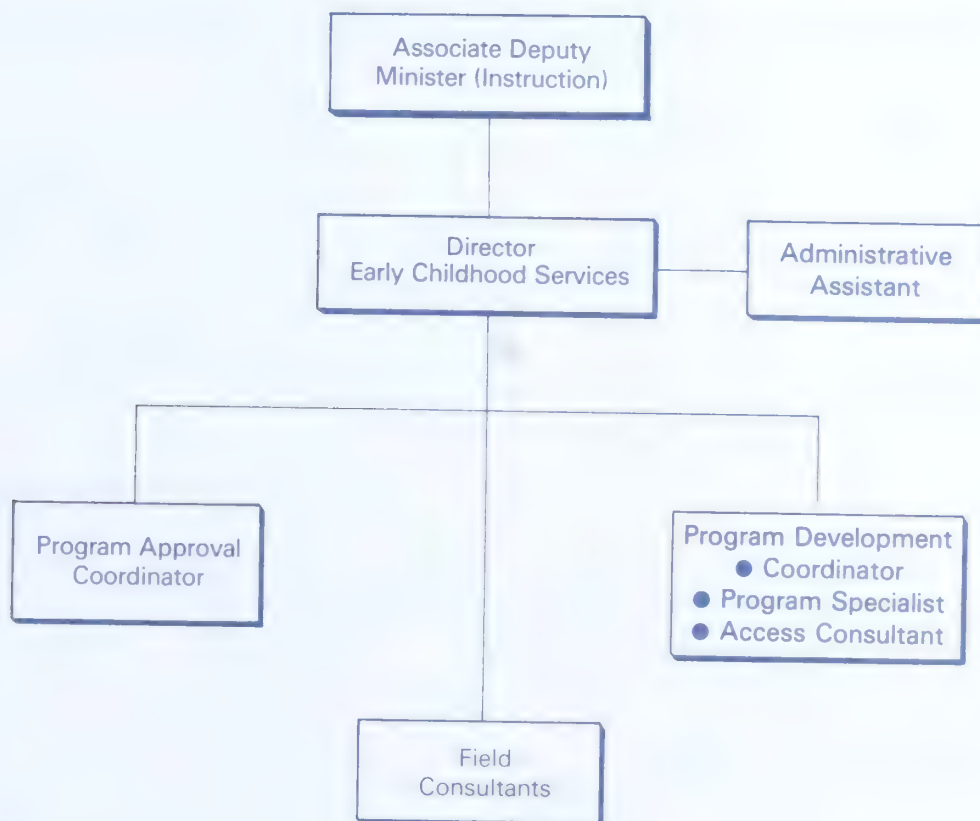 Associate Deputy
Minister (Instruction)
Director
Early Childhood Services
Administrative
Assistant
Program Approval
Coordinator
Program Development
● Coordinator
● Program Specialist
● Access Consultant
Field
Consultants